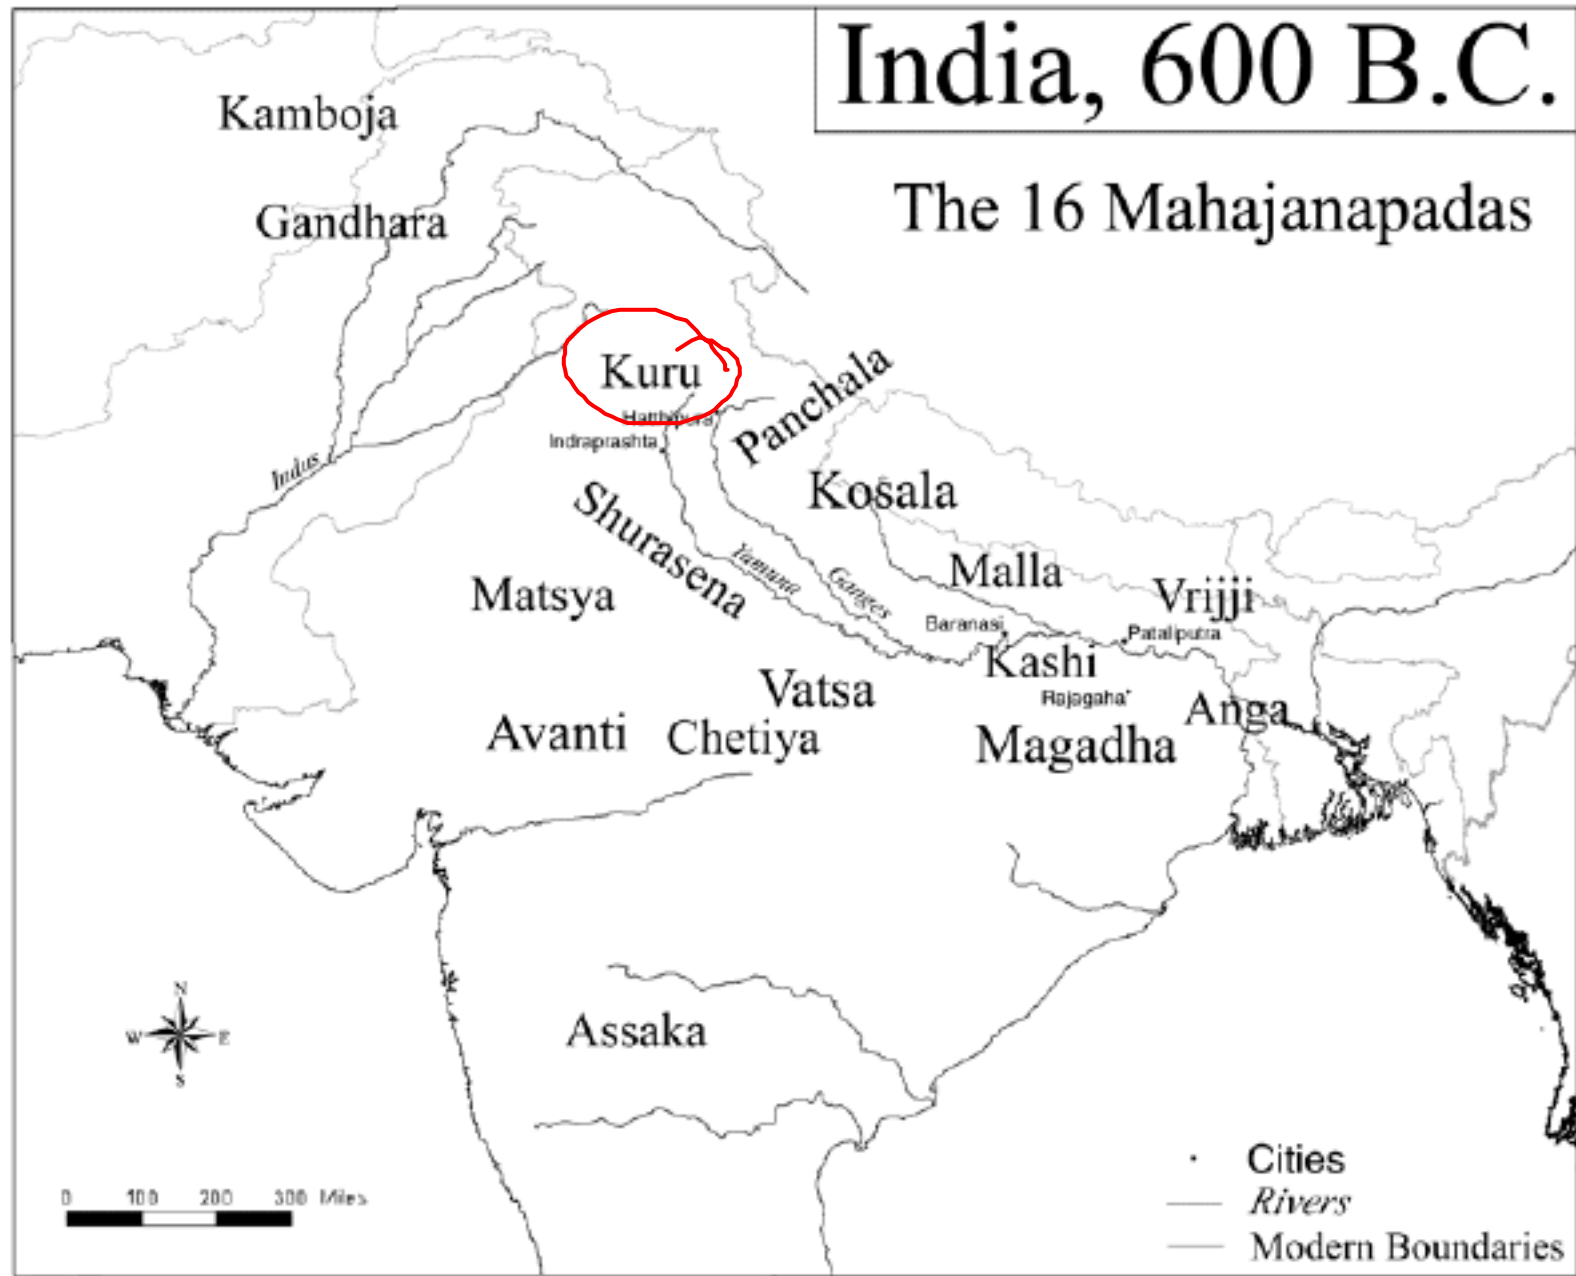 India, 600 B.C.
The 16 Mahajanapadas
Kamboja
Gandhara
Kuru
Panchala
Indraprashta
Indus
Kosala
Shurasena
Yamuna
Ganges
Malla
Matsya
Vrijji
Baranasi
Pataliputra
Kashi
Vatsa
Rajagaha
Anga
Avanti
Chetiya
Magadha
Assaka
N
W
E
S
0 100 200 300 Miles
Cities
Rivers
Modern Boundaries